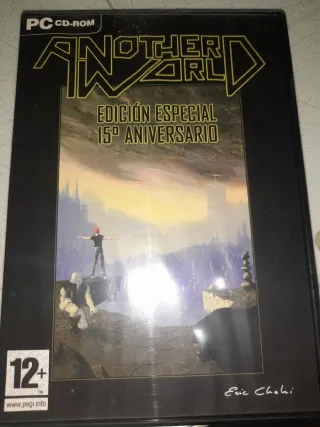 PC CD-ROM
ANOTHER
WORLD
EDICIÓN ESPECIAL
15º ANIVERSARIO
12+
www.pegi.info
Eric Chahi